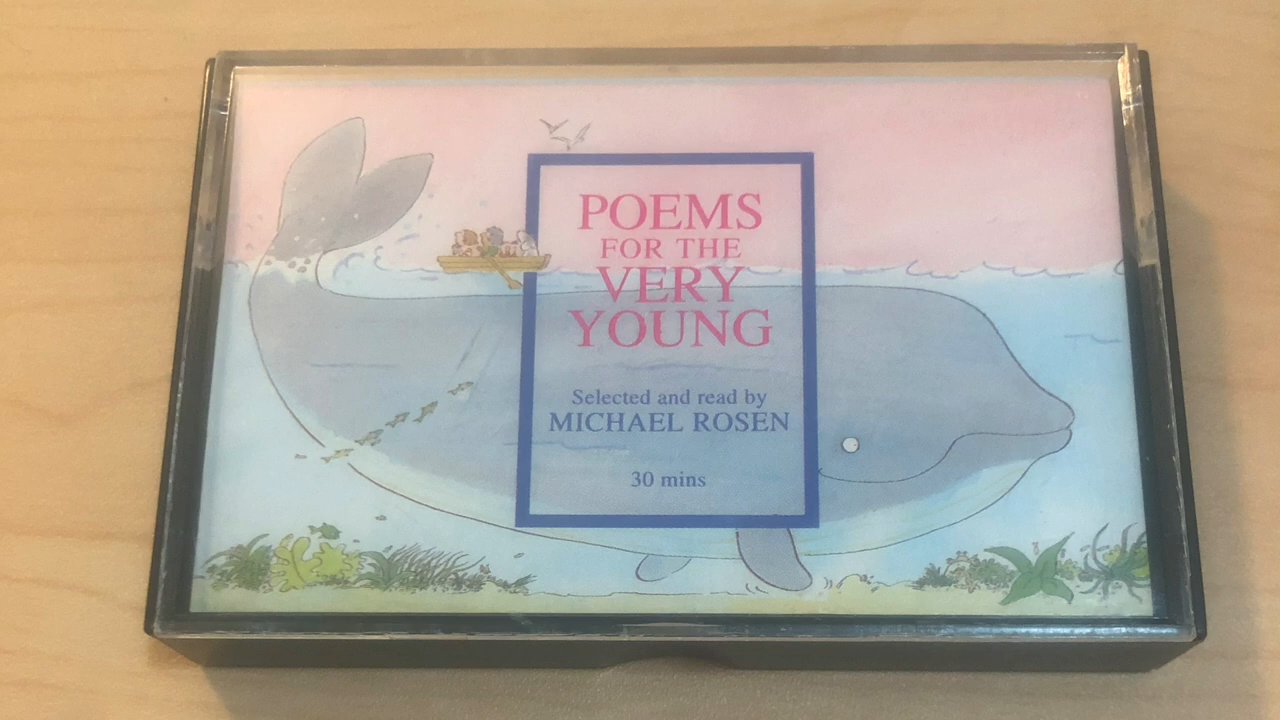 POEMS
FOR THE
VERY
YOUNG
Selected and read by
MICHAEL ROSEN
30 mins